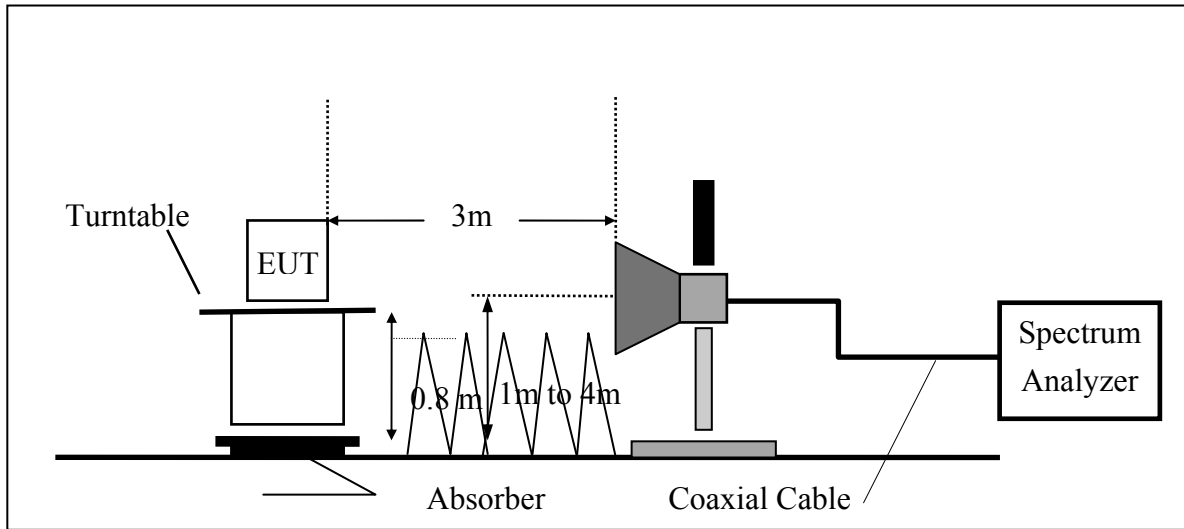 Turntable
EUT
3m
0.8 m
1m to 4m
Spectrum
Analyzer
Absorber
Coaxial Cable